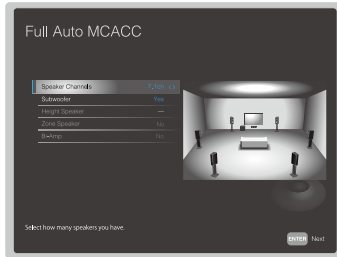 Full Auto MCACC
Speaker Channels
Subwoofer Yes
Height Speaker ---
Zone Speaker No
Bi-Amp No
Select how many speakers you have.
ENTER Next